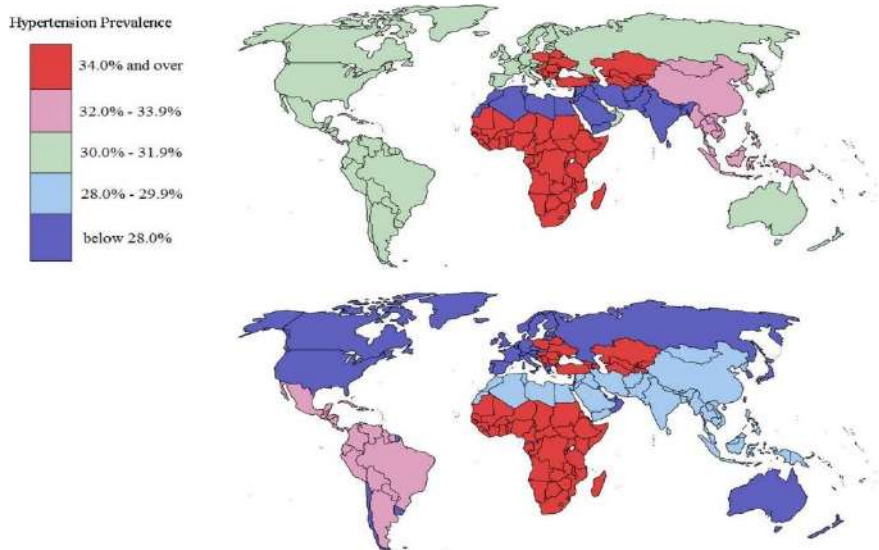 Hypertension Prevalence
34.0% and over
32.0% - 33.9%
30.0% - 31.9%
28.0% - 29.9%
below 28.0%